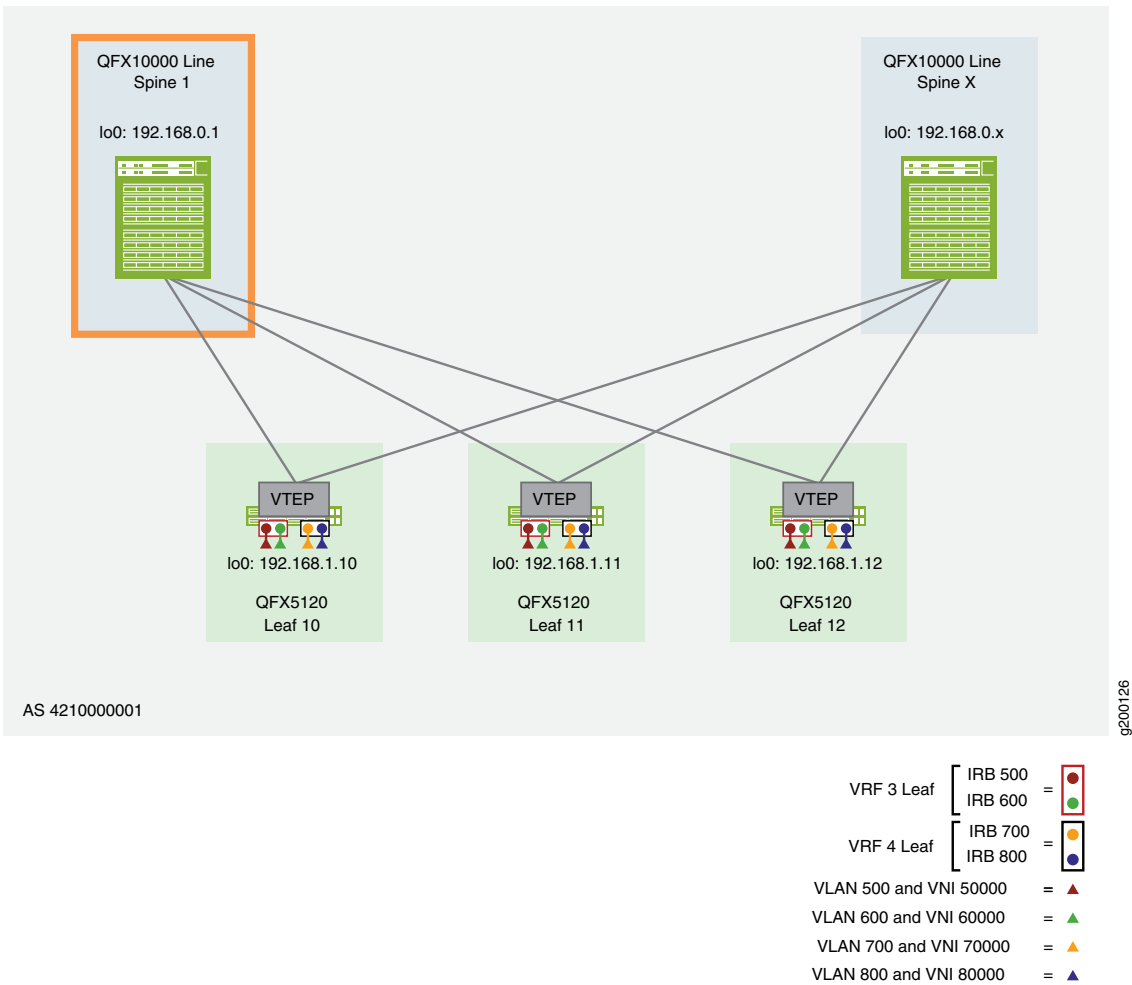 QFX10000 Line
Spine 1
lo0: 192.168.0.1
QFX10000 Line
Spine X
lo0: 192.168.0.x
VTEP
lo0: 192.168.1.10
QFX5120
Leaf 10
VTEP
lo0: 192.168.1.11
QFX5120
Leaf 11
VTEP
lo0: 192.168.1.12
QFX5120
Leaf 12
AS 4210000001
g200126
VRF 3 Leaf
IRB 500
IRB 600
=
VRF 4 Leaf
IRB 700
IRB 800
=
VLAN 500 and VNI 50000 =
VLAN 600 and VNI 60000 =
VLAN 700 and VNI 70000 =
VLAN 800 and VNI 80000 =